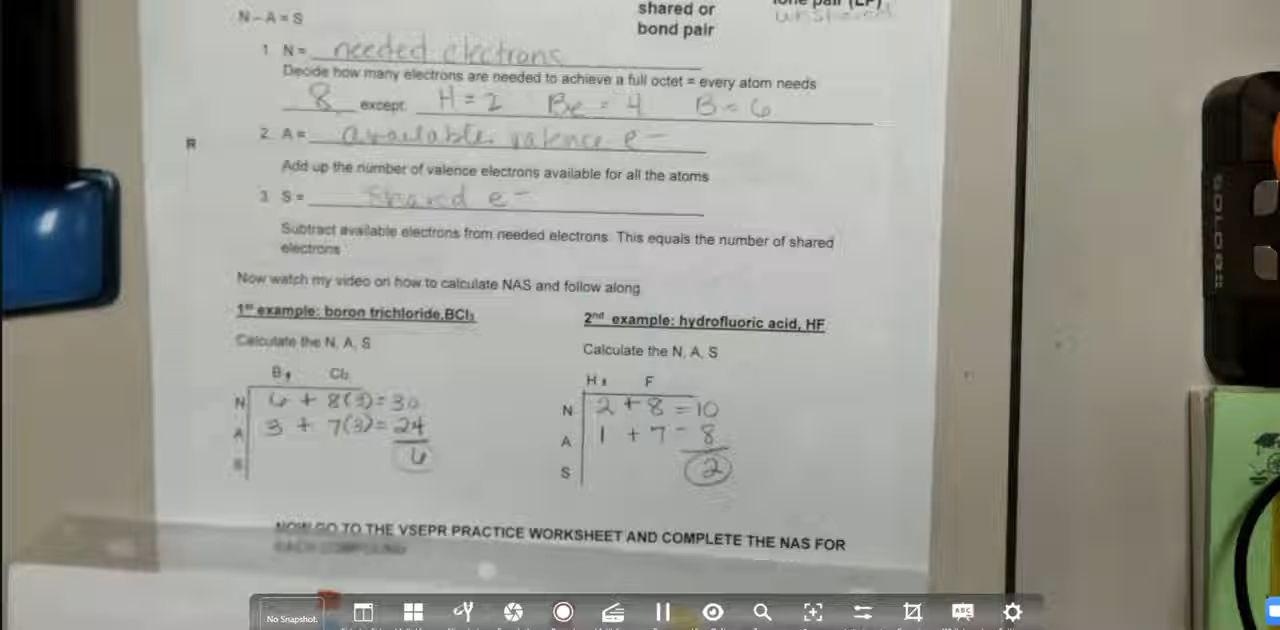 shared or
bond pair
lone pair (LP)
unshared
N - A = S
1 N = needed electrons
Decide how many electrons are needed to achieve a full octet = every atom needs
8 except H = 2 Be = 4 B = 6
2. A = available valence e-
R
Add up the number of valence electrons available for all the atoms
3 S = shared e-
Subtract available electrons from needed electrons. This equals the number of shared
electrons
Now watch my video on how to calculate NAS and follow along
1st example: boron trichloride, BCl3
Calculate the N, A, S
B1 Cl3
N 6 + 8(3) = 30
A 3 + 7(3) = 24
S 6
2nd example: hydrofluoric acid, HF
Calculate the N, A, S
H1 F
N 2 + 8 = 10
A 1 + 7 = 8
S 2
NOW GO TO THE VSEPR PRACTICE WORKSHEET AND COMPLETE THE NAS FOR
EACH COMPOUND
No Snapshot.
ABC